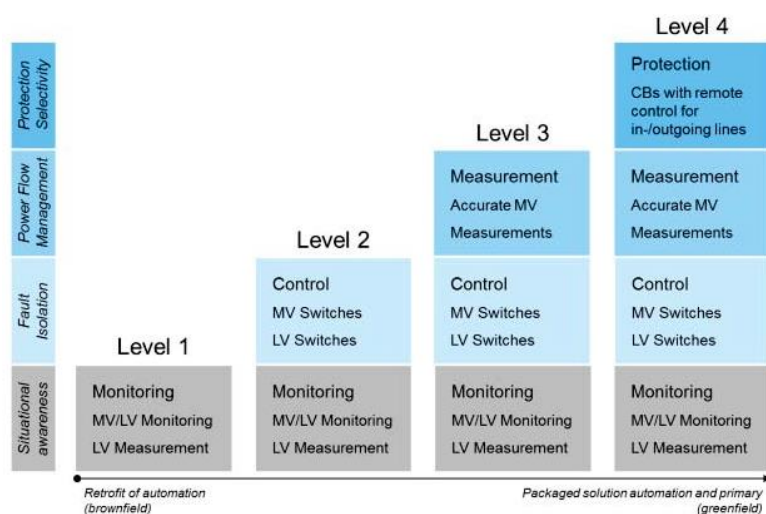 Level 4
Protection
CBs with remote
control for
in-/outgoing lines
Protection
Selectivity
Level 3
Measurement
Accurate MV
Measurements
Measurement
Accurate MV
Measurements
Power Flow
Management
Level 2
Control
MV Switches
LV Switches
Control
MV Switches
LV Switches
Control
MV Switches
LV Switches
Fault
Isolation
Level 1
Monitoring
MV/LV Monitoring
LV Measurement
Monitoring
MV/LV Monitoring
LV Measurement
Monitoring
MV/LV Monitoring
LV Measurement
Monitoring
MV/LV Monitoring
LV Measurement
Situational
awareness
Retrofit of automation
(brownfield)
Packaged solution automation and primary
(greenfield)